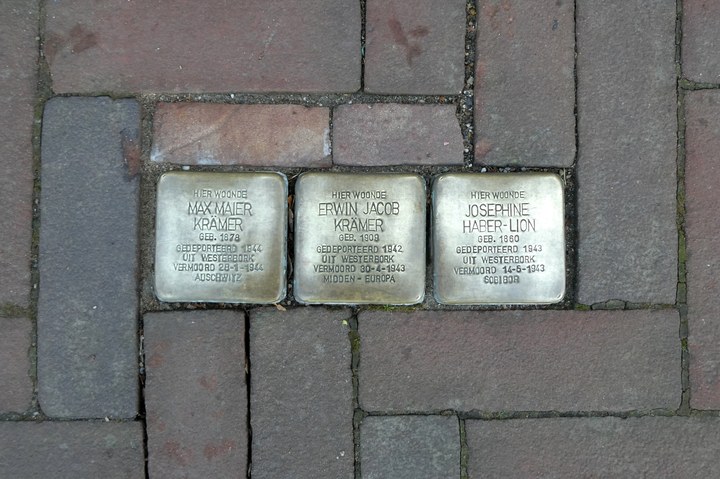 HIER WOONDE
MAX MAIER
KRÄMER
GEB. 1878
GEDEPORTEERD 1944
UIT WESTERBORK
VERMOORD 28-1-1944
AUSCHWITZ
HIER WOONDE
ERWIN JACOB
KRÄMER
GEB. 1909
GEDEPORTEERD 1942
UIT WESTERBORK
VERMOORD 30-4-1943
MIDDEN - EUROPA
HIER WOONDE
JOSEPHINE
HABER-LION
GEB. 1860
GEDEPORTEERD 1943
UIT WESTERBORK
VERMOORD 14-5-1943
SOBIBOR